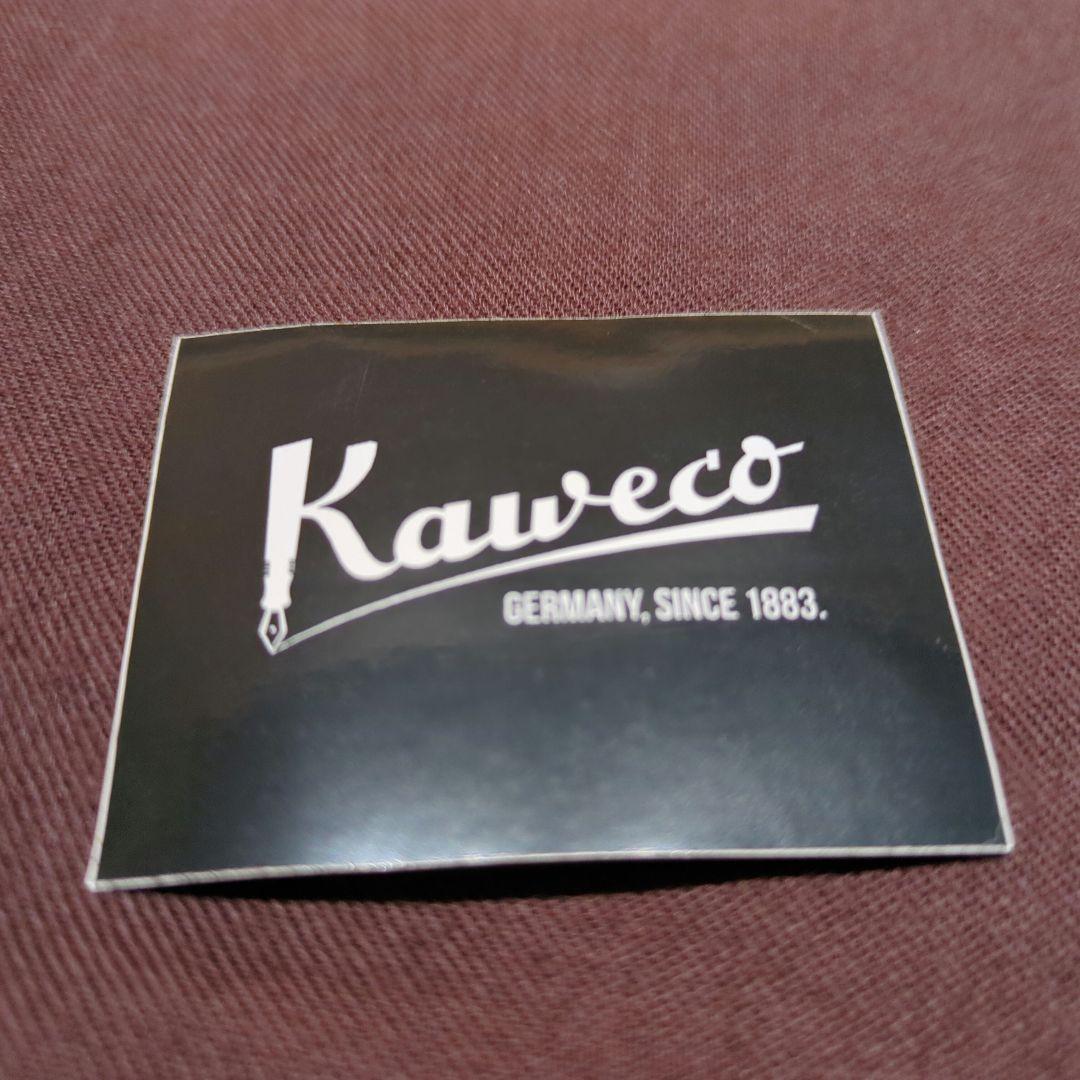 Kaweco
GERMANY, SINCE 1883.